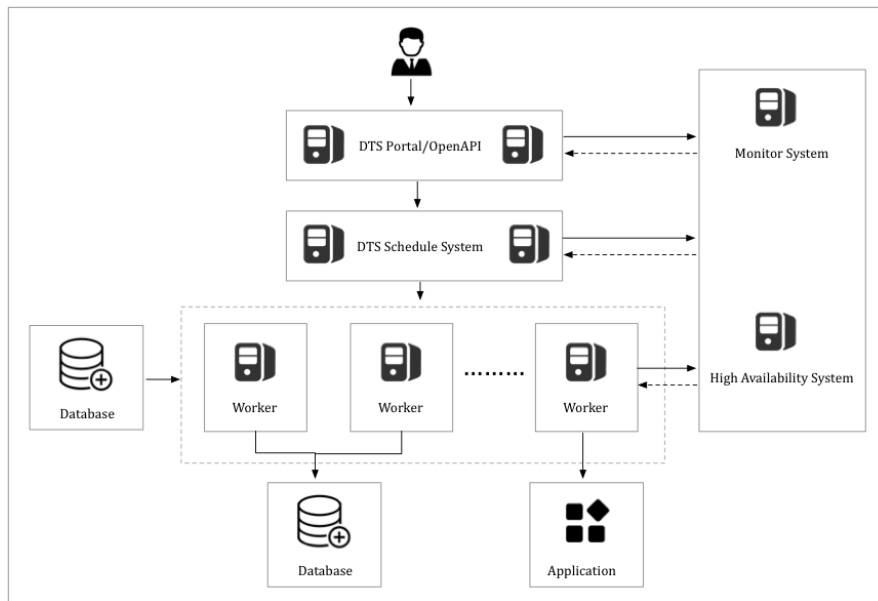 DTS Portal/OpenAPI
Monitor System
DTS Schedule System
Database
Worker
Worker
………
Worker
High Availability System
Database
Application